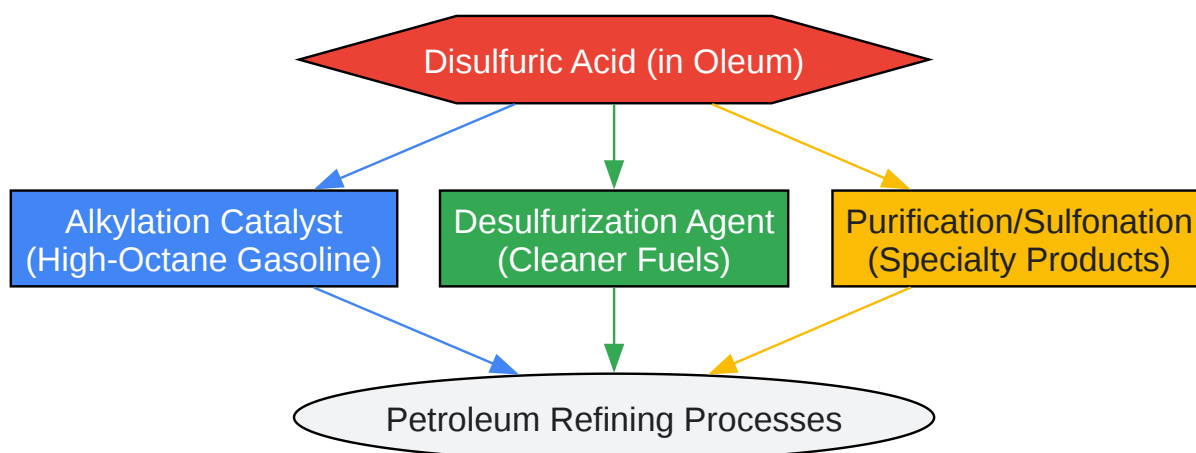 Disulfuric Acid (in Oleum)
Alkylation Catalyst
(High-Octane Gasoline)
Desulfurization Agent
(Cleaner Fuels)
Purification/Sulfonation
(Specialty Products)
Petroleum Refining Processes